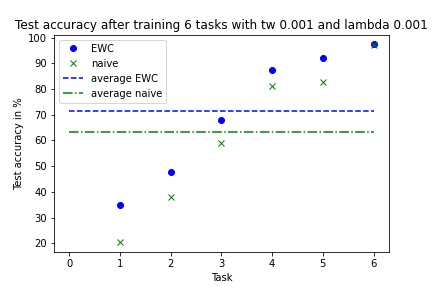 Test accuracy after training 6 tasks with tw 0.001 and lambda 0.001
EWC
naive
average EWC
average naive
Test accuracy in %
100
90
80
70
60
50
40
30
20
0 1 2 3 4 5 6
Task